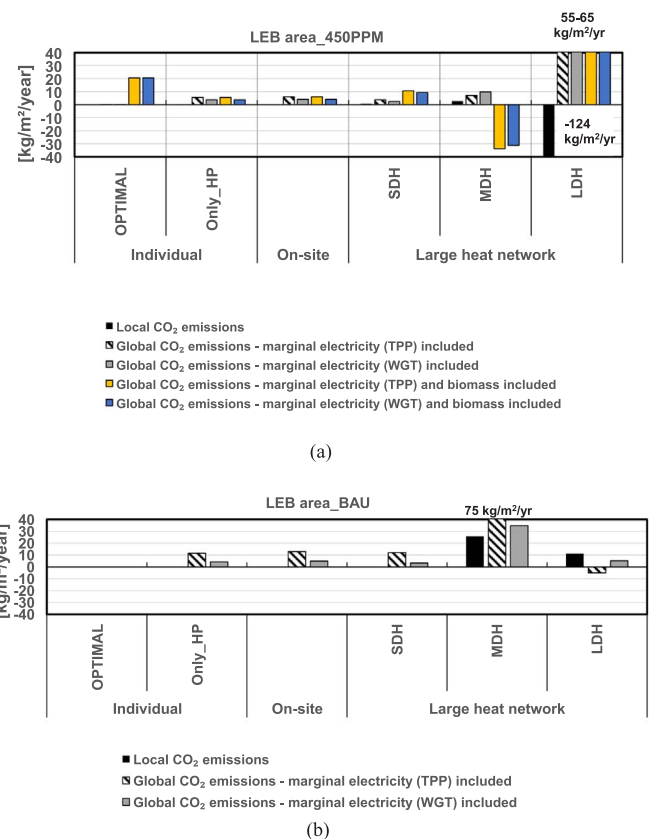 55-65
kg/m²/yr
LEB area_450PPM
[kg/m²/year]
40
30
20
10
0
-10
-20
-30
-40
-124
kg/m²/yr
OPTIMAL
Only_HP
SDH
MDH
LDH
Individual On-site Large heat network
Local CO₂ emissions
Global CO₂ emissions - marginal electricity (TPP) included
Global CO₂ emissions - marginal electricity (WGT) included
Global CO₂ emissions - marginal electricity (TPP) and biomass included
Global CO₂ emissions - marginal electricity (WGT) and biomass included
(a)
LEB area_BAU
75 kg/m²/yr
[kg/m²/year]
40
30
20
10
0
-10
-20
-30
-40
OPTIMAL
Only_HP
SDH
MDH
LDH
Individual On-site Large heat network
Local CO₂ emissions
Global CO₂ emissions - marginal electricity (TPP) included
Global CO₂ emissions - marginal electricity (WGT) included
(b)